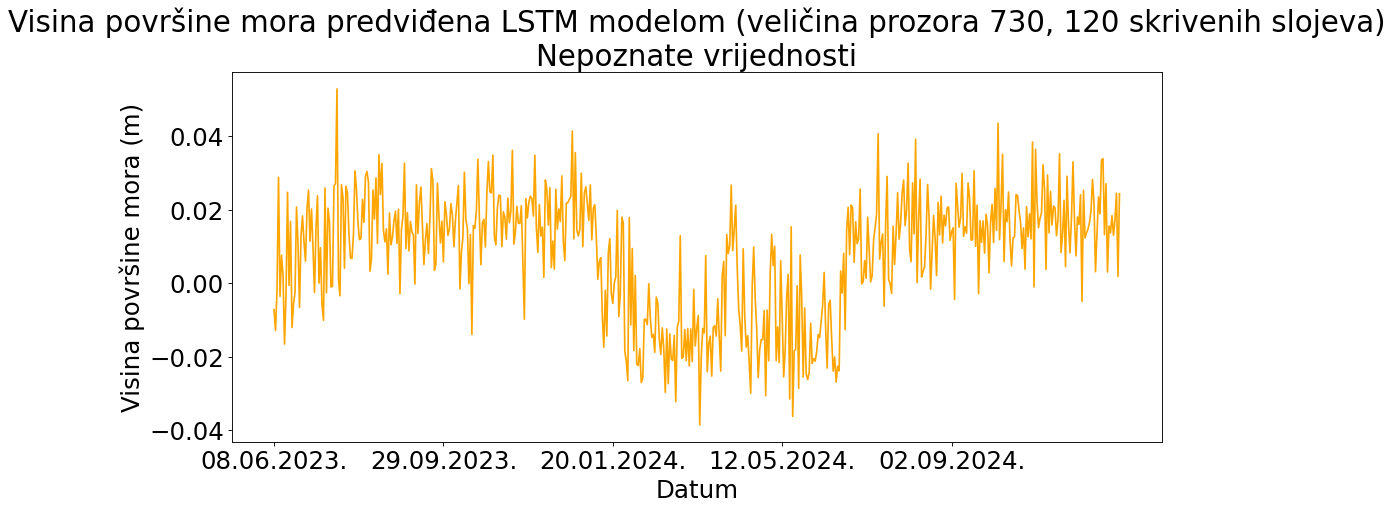 Visina površine mora predviđena LSTM modelom (veličina prozora 730, 120 skrivenih slojeva)
Nepoznate vrijednosti
Visina površine mora (m)
0.04
0.02
0.00
−0.02
−0.04
08.06.2023. 29.09.2023. 20.01.2024. 12.05.2024. 02.09.2024.
Datum